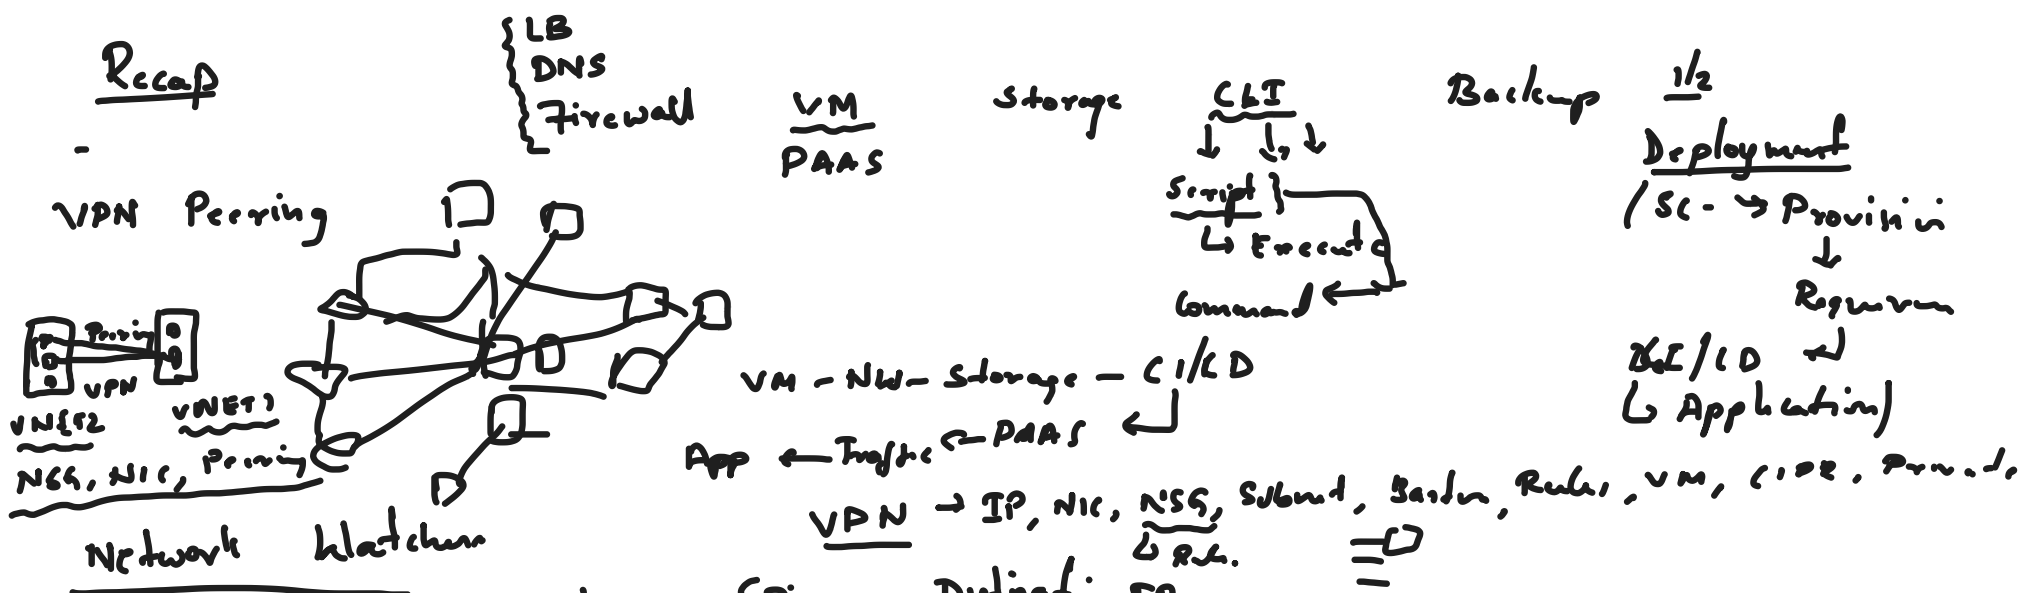 Recap
LB
DNS
Firewall
VM
PAAS
Storage
CLI
Script
Execute
Command
Backup
1/2
Deployment
SC - → Provision
CI/CD
Application
VPN Peering
Peering
VPN
VNET2
VNET1
NSG, NIC, Peering
VM - NW - Storage - CI/CD
App ← Traffic ← PAAS
VPN → IP, NIC, NSG, Subnet, Bastion, Rules, VM, CIDR,
Network Watcher